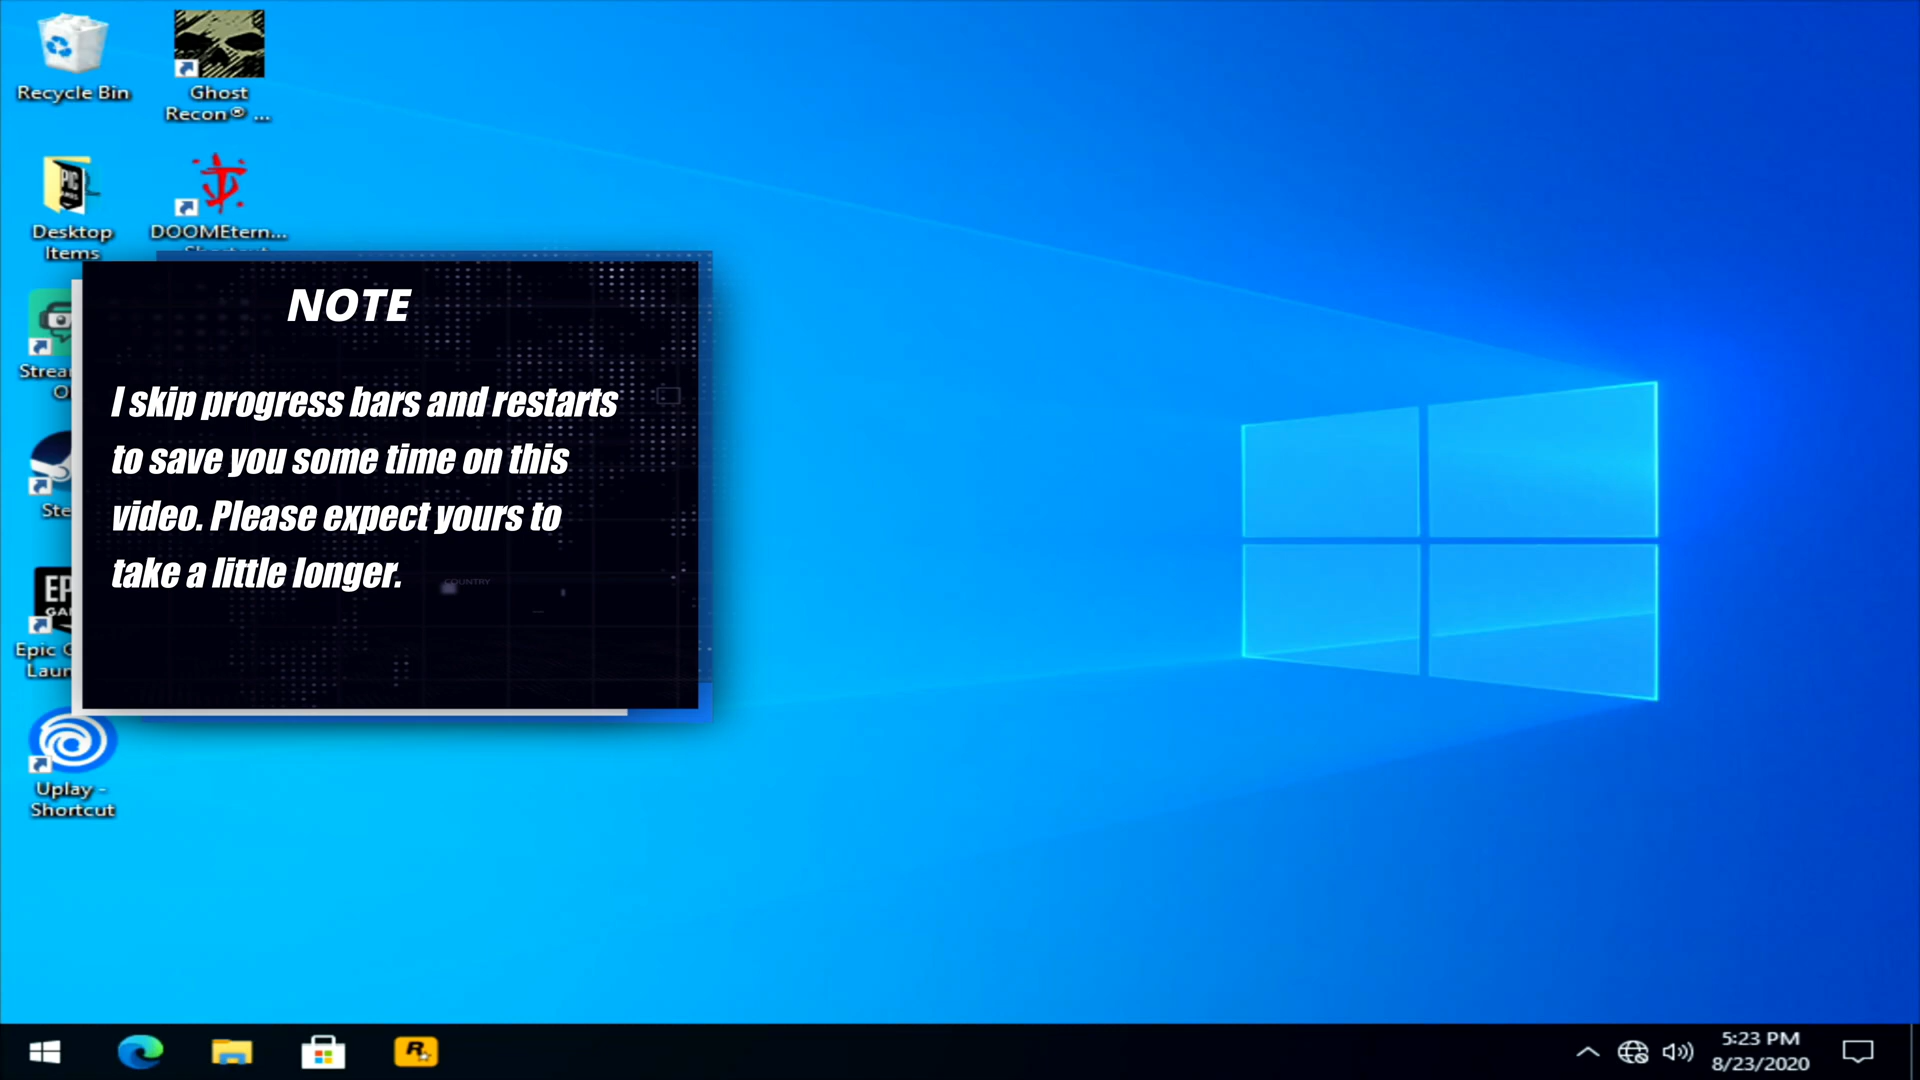 Recycle Bin
Ghost
Recon® ...
Desktop
Items
DOOMEtern...
NOTE
I skip progress bars and restarts
to save you some time on this
video. Please expect yours to
take a little longer.
COUNTRY
Uplay -
Shortcut
5:23 PM
8/23/2020